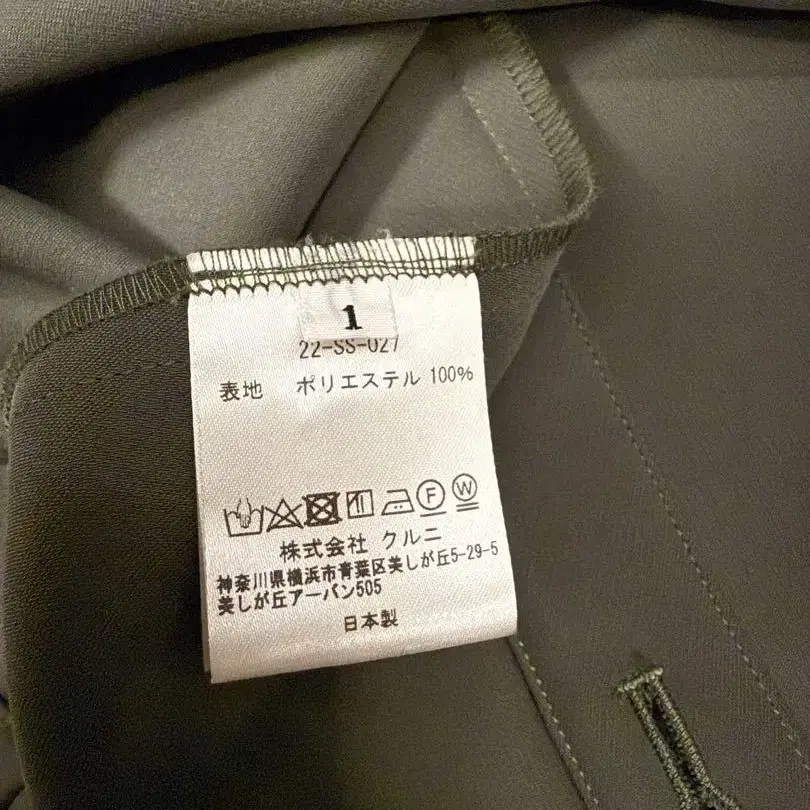 1
22-SS-027
表地 ポリエステル 100%
F W
株式会社 クルニ
神奈川県横浜市青葉区美しが丘5-29-5
美しが丘アーバン505
日本製